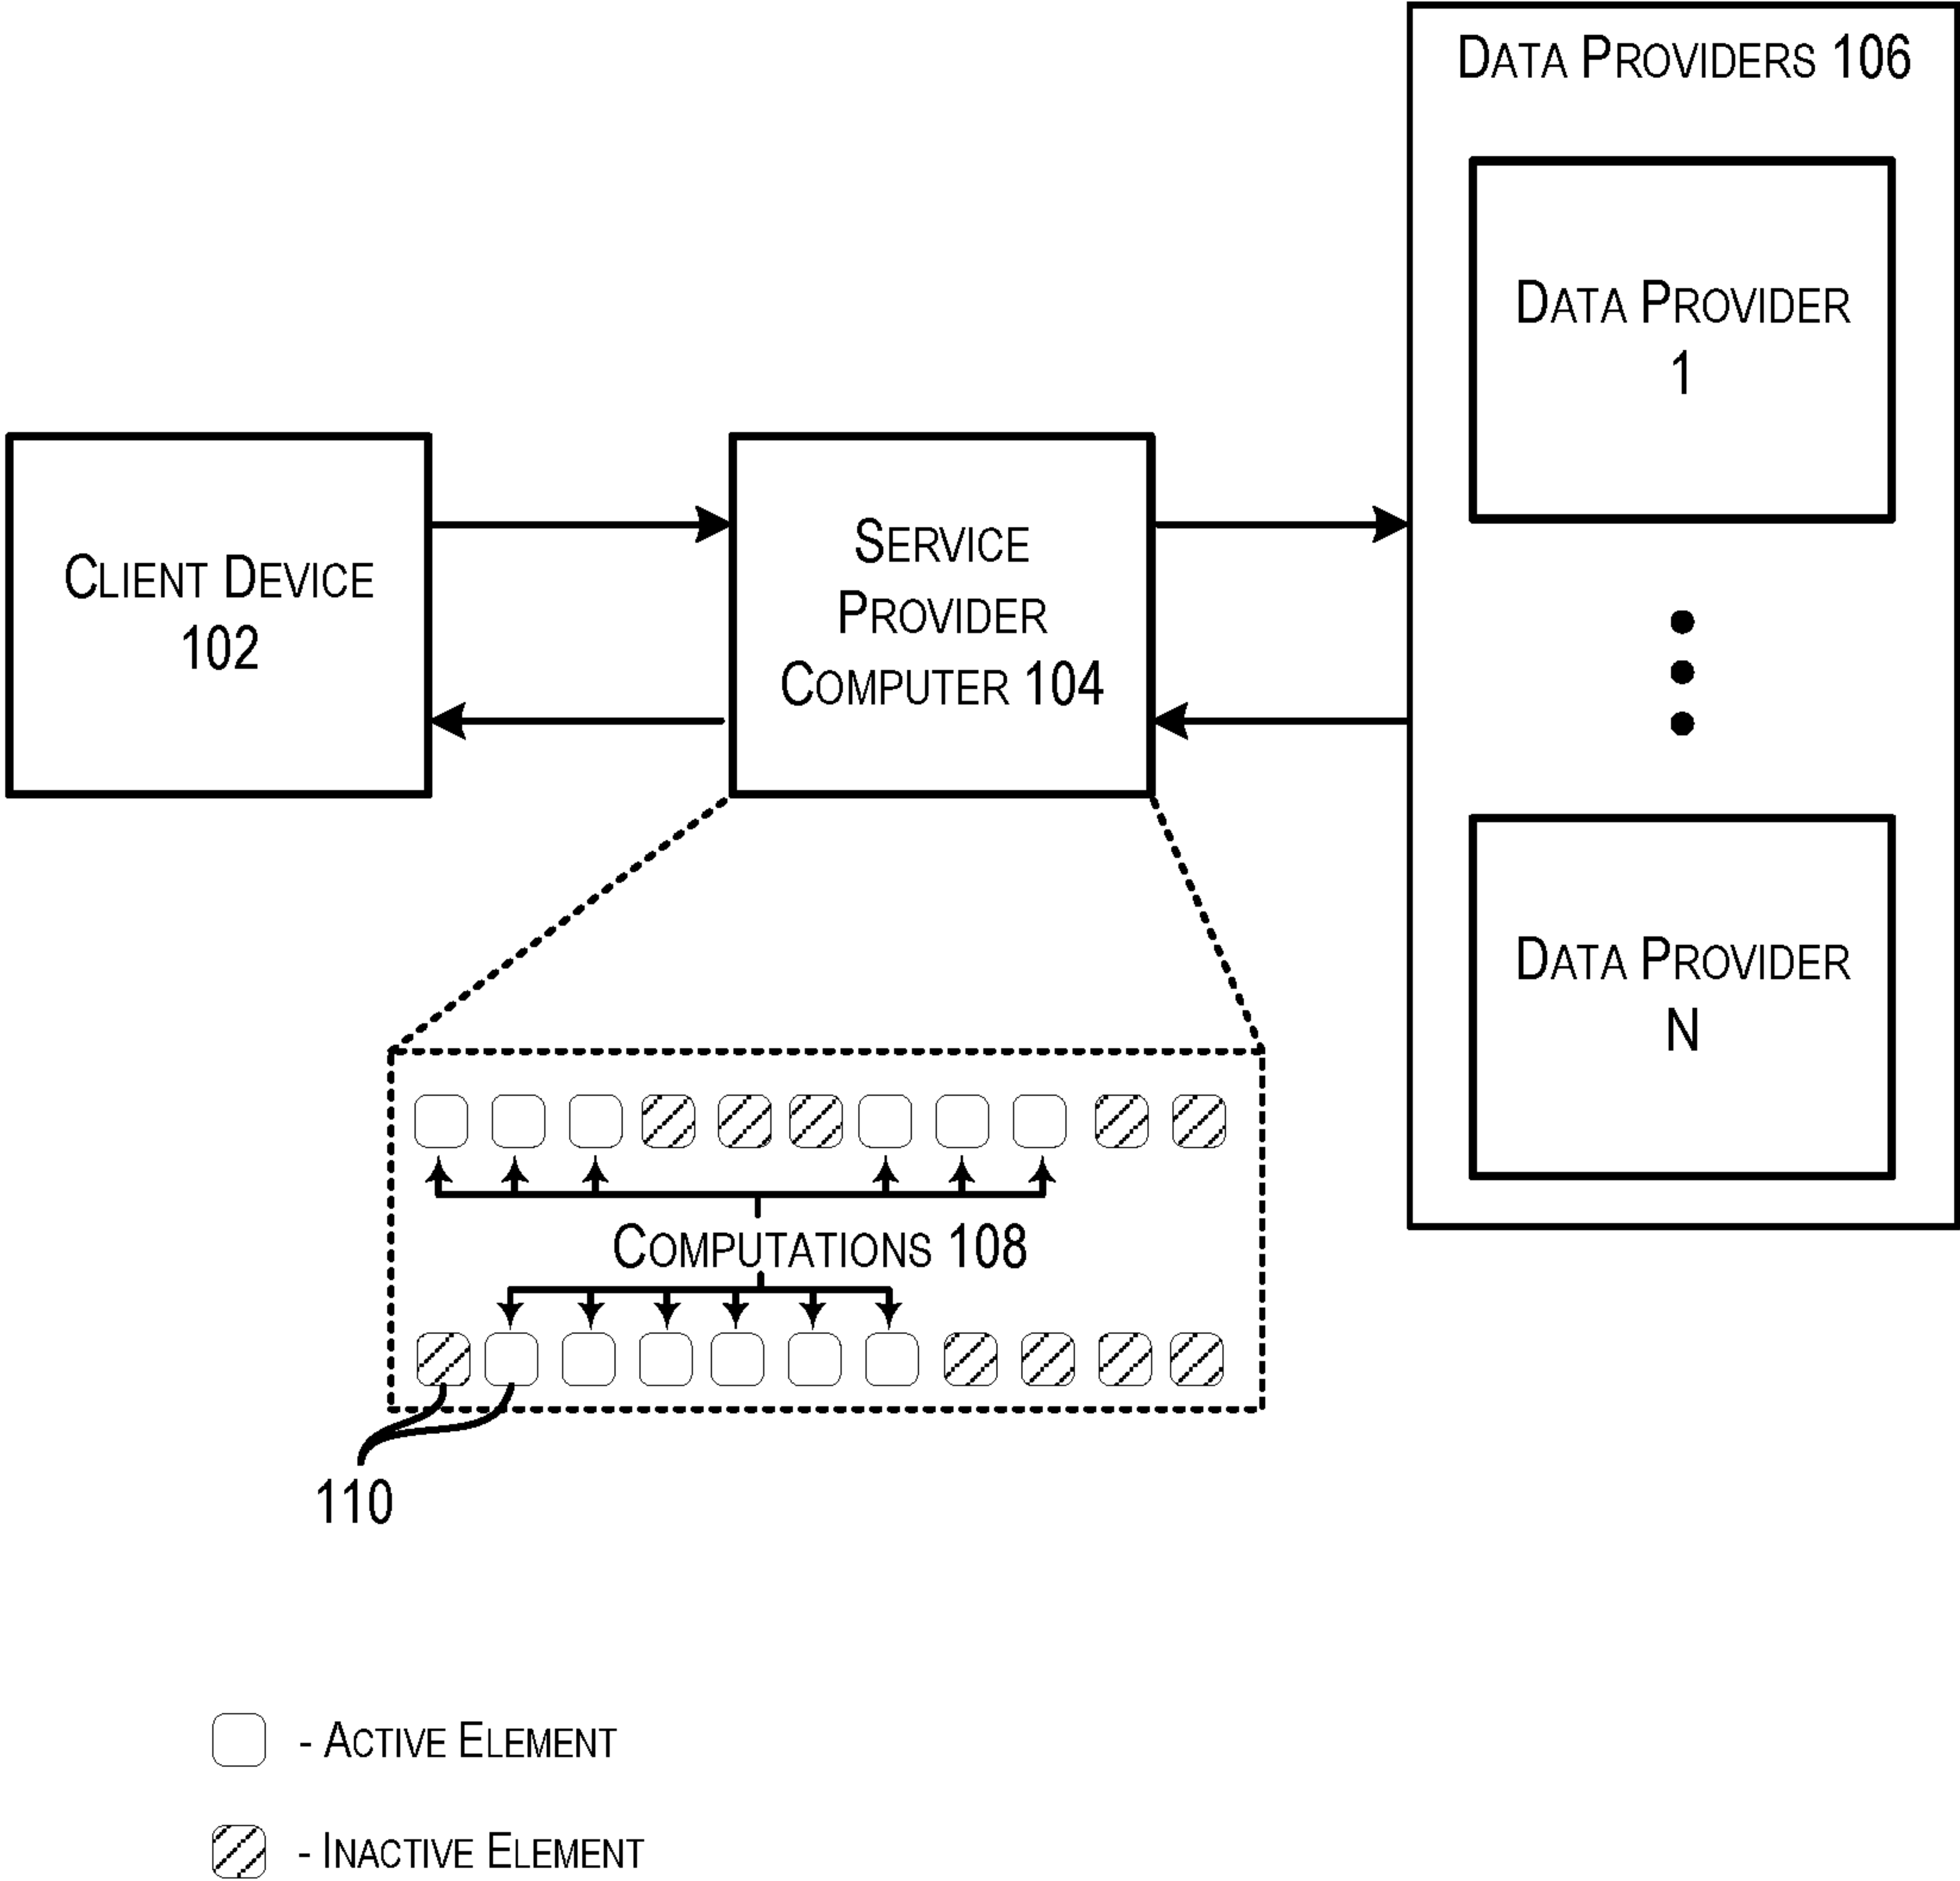 DATA PROVIDERS 106
DATA PROVIDER
1
CLIENT DEVICE
102
SERVICE
PROVIDER
COMPUTER 104
DATA PROVIDER
N
COMPUTATIONS 108
110
- ACTIVE ELEMENT
- INACTIVE ELEMENT